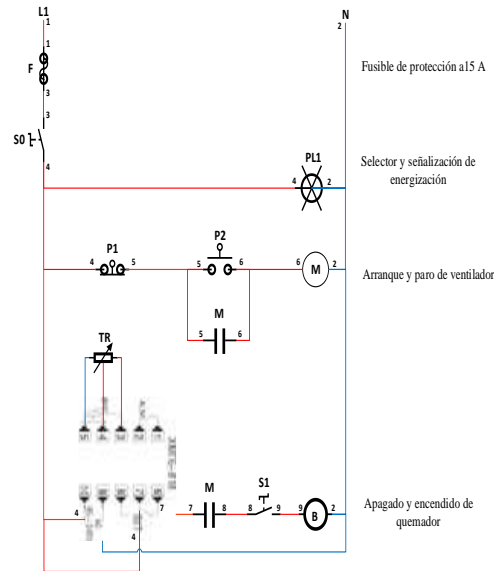 L1
N
1
1
2
F
Fusible de protección a15 A
3
3
S0
4
PL1
4
2
Selector y señalización de
energización
P1
P2
4
5
5
6
6
M
2
Arranque y paro de ventilador
M
5
6
TR
4
7
4
M
S1
7
8
8
9
9
B
2
Apagado y encendido de
quemador